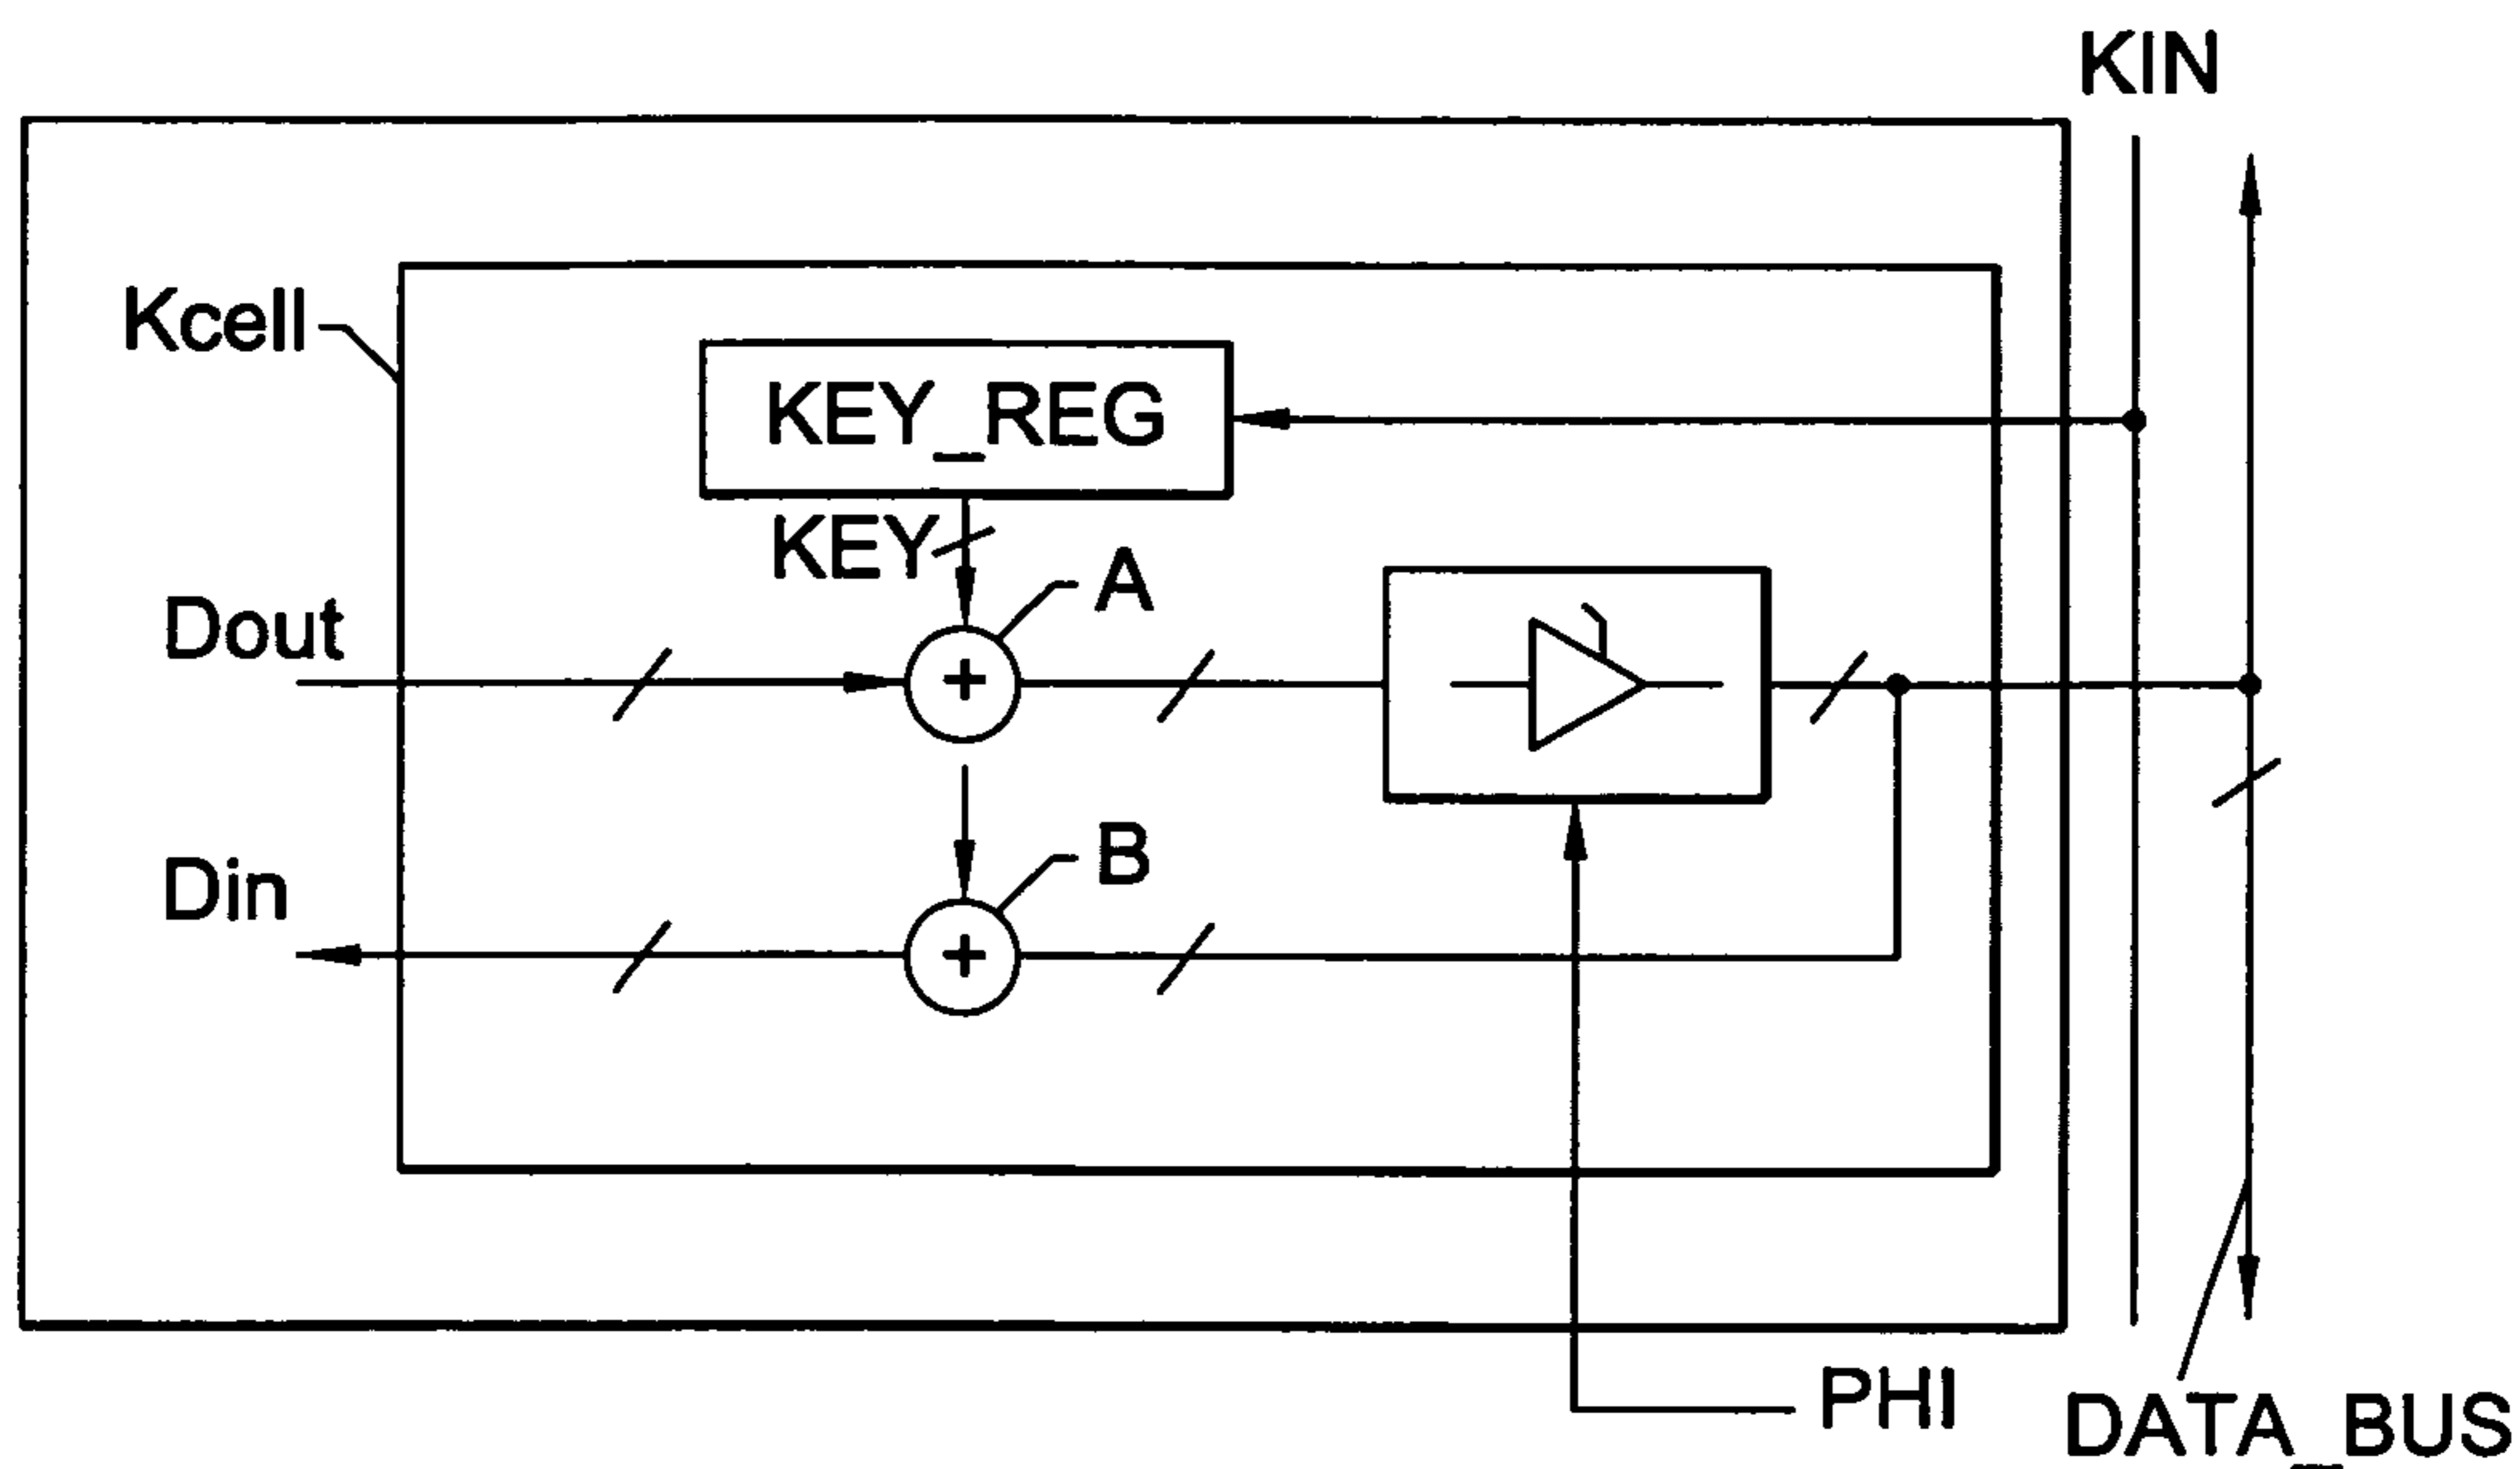 KIN
Kcell
KEY_REG
KEY
A
Dout
+
B
Din
+
PHI
DATA_BUS